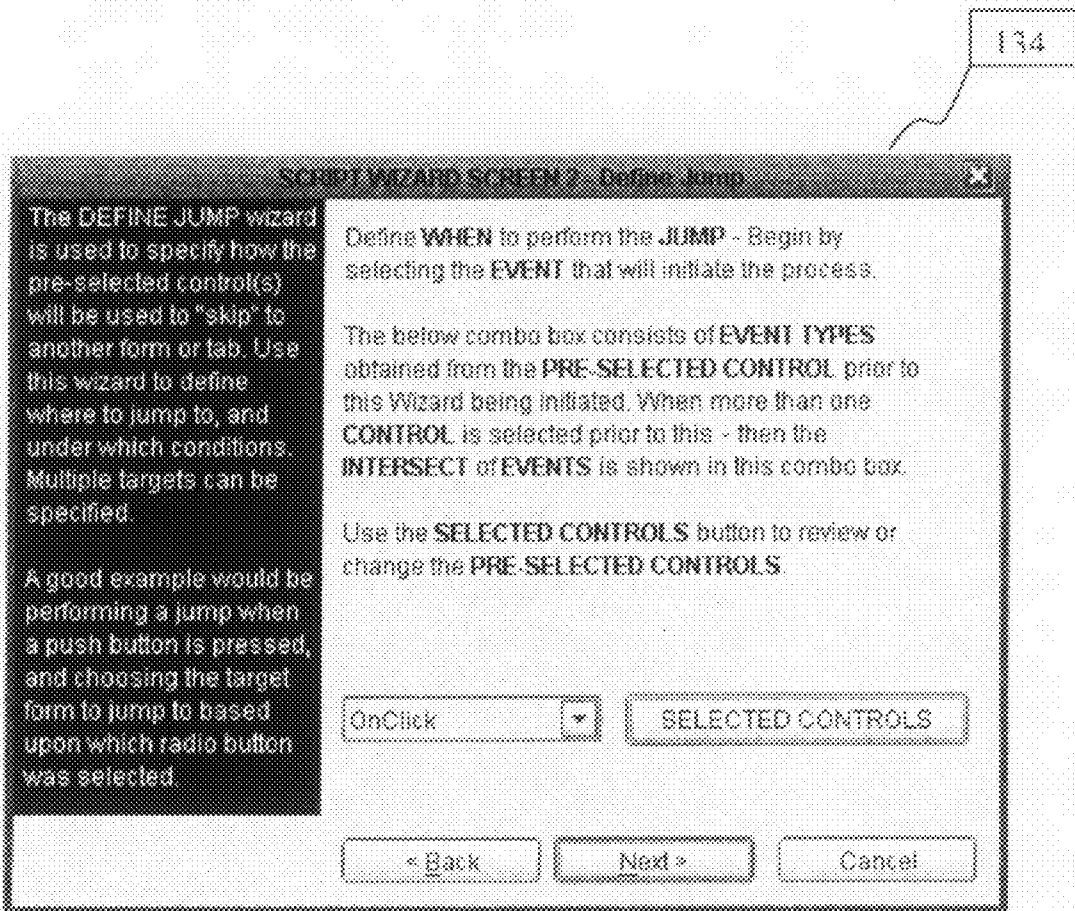 134
SCRIPT WIZARD SCREEN 2 - Define Jump
The DEFINE JUMP wizard
is used to specify how the
pre-selected control(s)
will be used to "skip" to
another form or tab. Use
this wizard to define
where to jump to, and
under which conditions.
Multiple targets can be
specified.
A good example would be
performing a jump when
a push button is pressed,
and choosing the target
form to jump to based
upon which radio button
was selected.
Define WHEN to perform the JUMP - Begin by
selecting the EVENT that will initiate the process.
The below combo box consists of EVENT TYPES
obtained from the PRE-SELECTED CONTROL prior to
this Wizard being initiated. When more than one
CONTROL is selected prior to this - then the
INTERSECT of EVENTS is shown in this combo box.
Use the SELECTED CONTROLS button to review or
change the PRE-SELECTED CONTROLS.
OnClick
SELECTED CONTROLS
< Back
Next >
Cancel